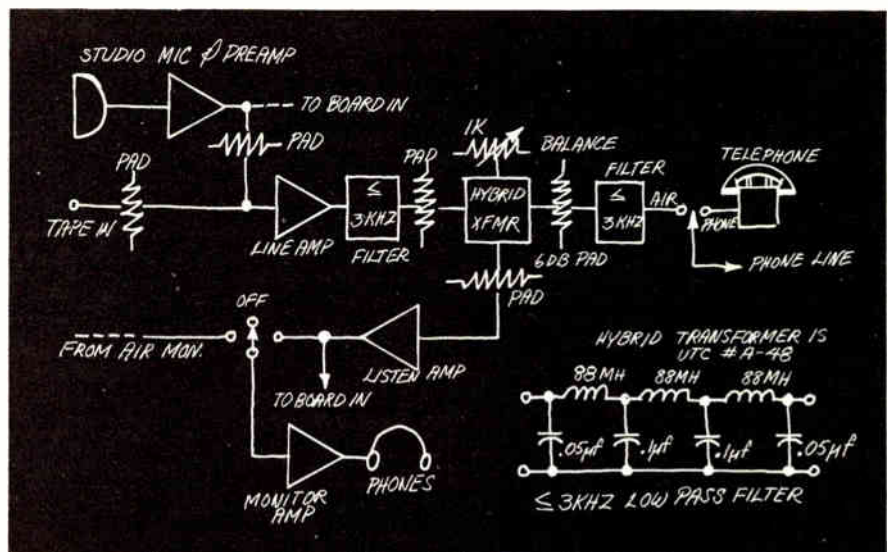 STUDIO MIC & PREAMP
TO BOARD IN
PAD
PAD
TAPE IN
LINE AMP
≤
3KHZ
FILTER
PAD
1K
HYBRID
XFMR
BALANCE
6DB PAD
FILTER
≤
3KHZ
AIR
PHONE
TELEPHONE
PHONE LINE
PAD
OFF
FROM AIR MON.
TO BOARD IN
LISTEN AMP
MONITOR
AMP
PHONES
HYBRID TRANSFORMER IS
UTC # A-48
88MH 88MH 88MH
.05µf .1µf .1µf .05µf
≤ 3KHZ LOW PASS FILTER